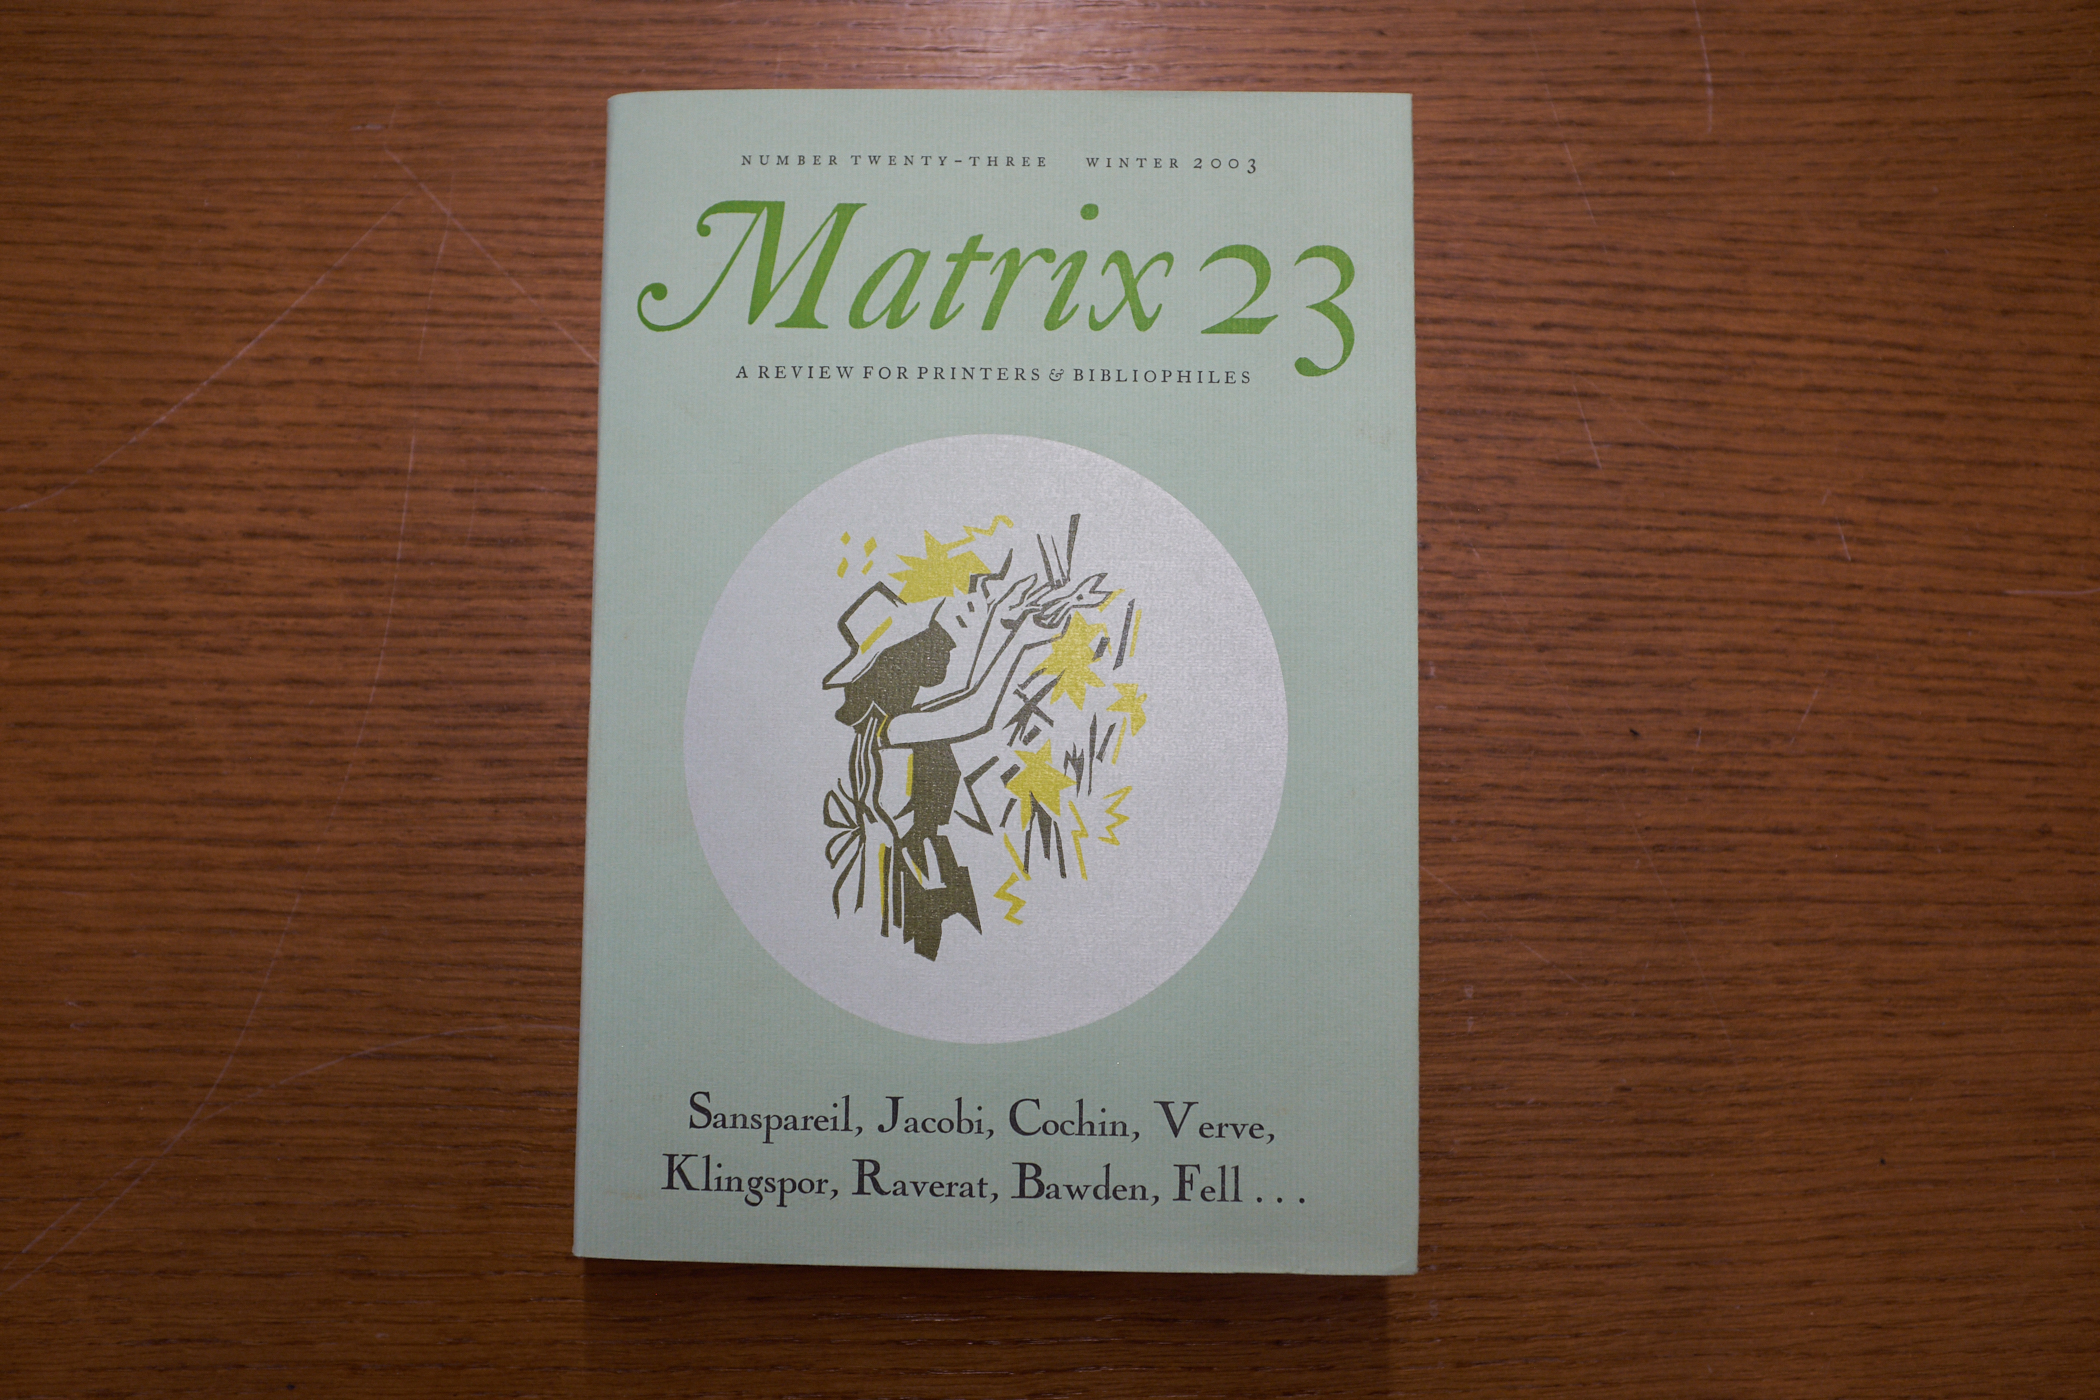 NUMBER TWENTY-THREE WINTER 2003
Matrix 23
A REVIEW FOR PRINTERS & BIBLIOPHILES
Sanspareil, Jacobi, Cochin, Verve,
Klingspor, Raverat, Bawden, Fell . . .